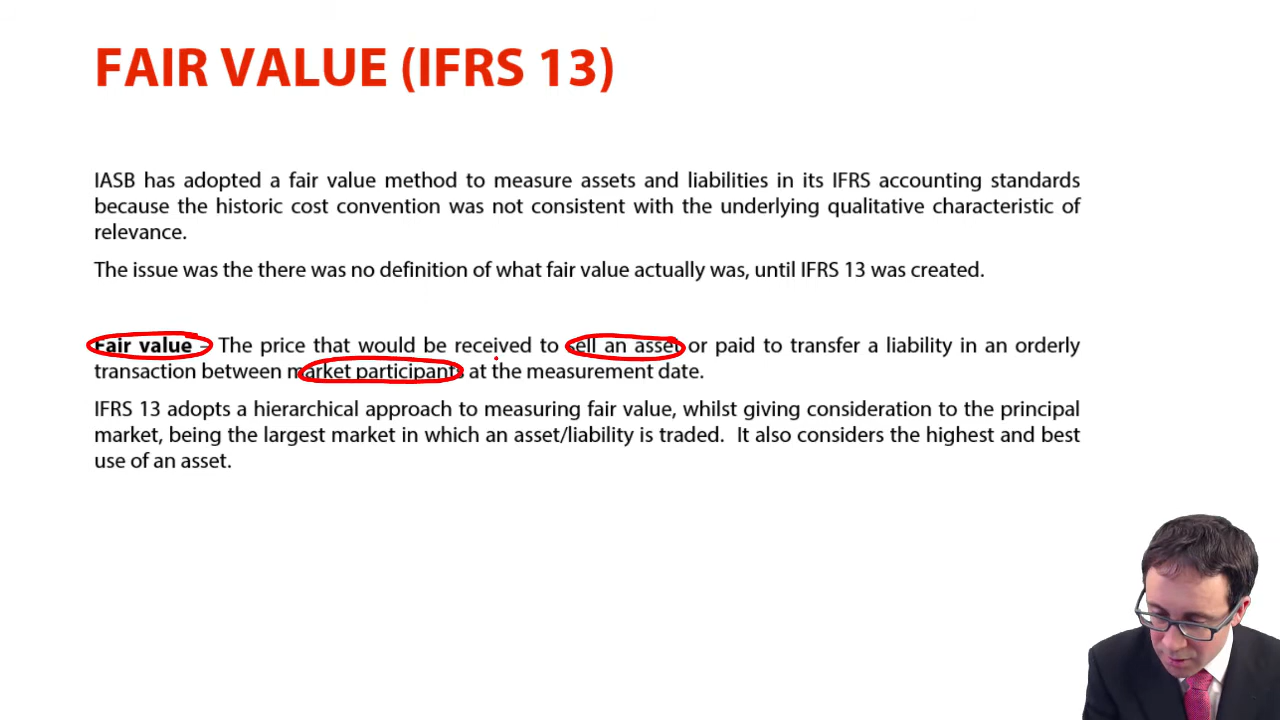 FAIR VALUE (IFRS 13)
IASB has adopted a fair value method to measure assets and liabilities in its IFRS accounting standards
because the historic cost convention was not consistent with the underlying qualitative characteristic of
relevance.
The issue was the there was no definition of what fair value actually was, until IFRS 13 was created.
Fair value – The price that would be received to sell an asset or paid to transfer a liability in an orderly
transaction between market participants at the measurement date.
IFRS 13 adopts a hierarchical approach to measuring fair value, whilst giving consideration to the principal
market, being the largest market in which an asset/liability is traded. It also considers the highest and best
use of an asset.